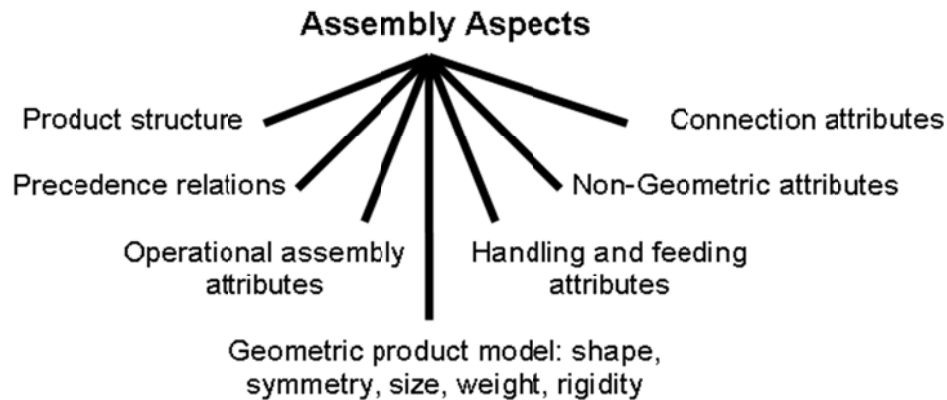 Assembly Aspects
Product structure
Connection attributes
Precedence relations
Non-Geometric attributes
Operational assembly
attributes
Handling and feeding
attributes
Geometric product model: shape,
symmetry, size, weight, rigidity